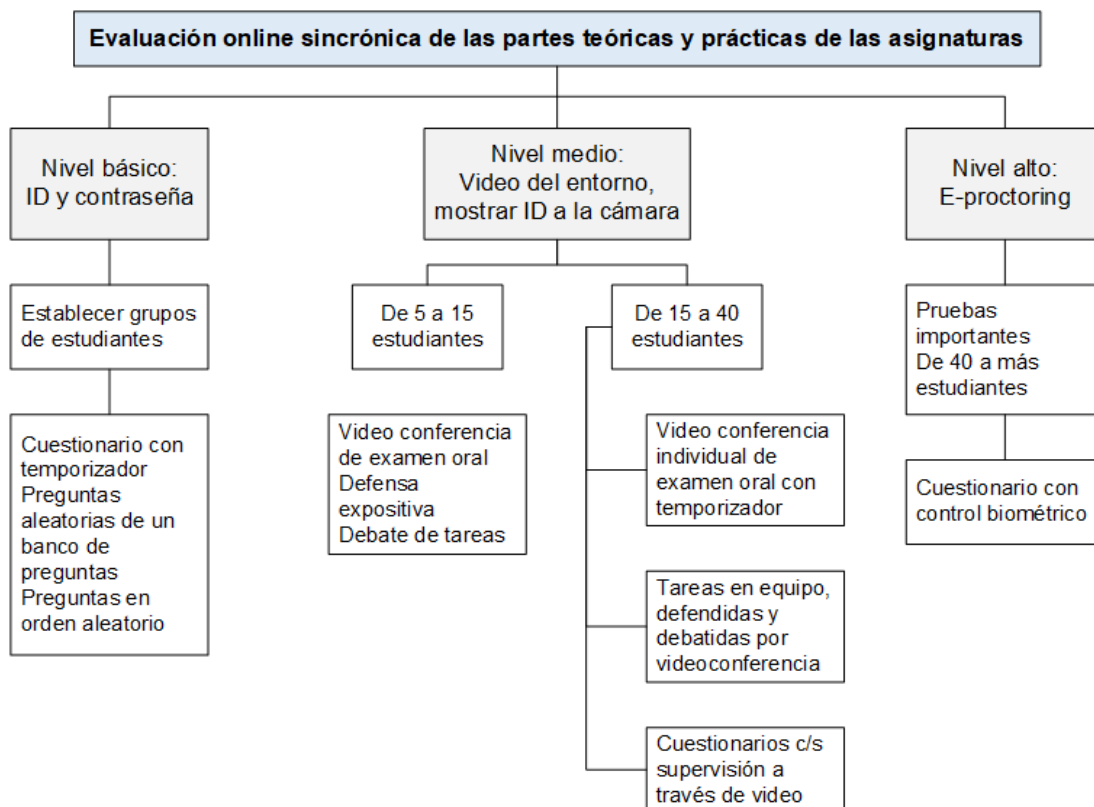 Evaluación online sincrónica de las partes teóricas y prácticas de las asignaturas
Nivel básico:
ID y contraseña
Nivel medio:
Video del entorno,
mostrar ID a la cámara
Nivel alto:
E-proctoring
Establecer grupos
de estudiantes
De 5 a 15
estudiantes
De 15 a 40
estudiantes
Pruebas
importantes
De 40 a más
estudiantes
Cuestionario con
temporizador
Preguntas
aleatorias de un
banco de
preguntas
Preguntas en
orden aleatorio
Video conferencia
de examen oral
Defensa
expositiva
Debate de tareas
Video conferencia
individual de
examen oral con
temporizador
Cuestionario con
control biométrico
Tareas en equipo,
defendidas y
debatidas por
videoconferencia
Cuestionarios c/s
supervisión a
través de video